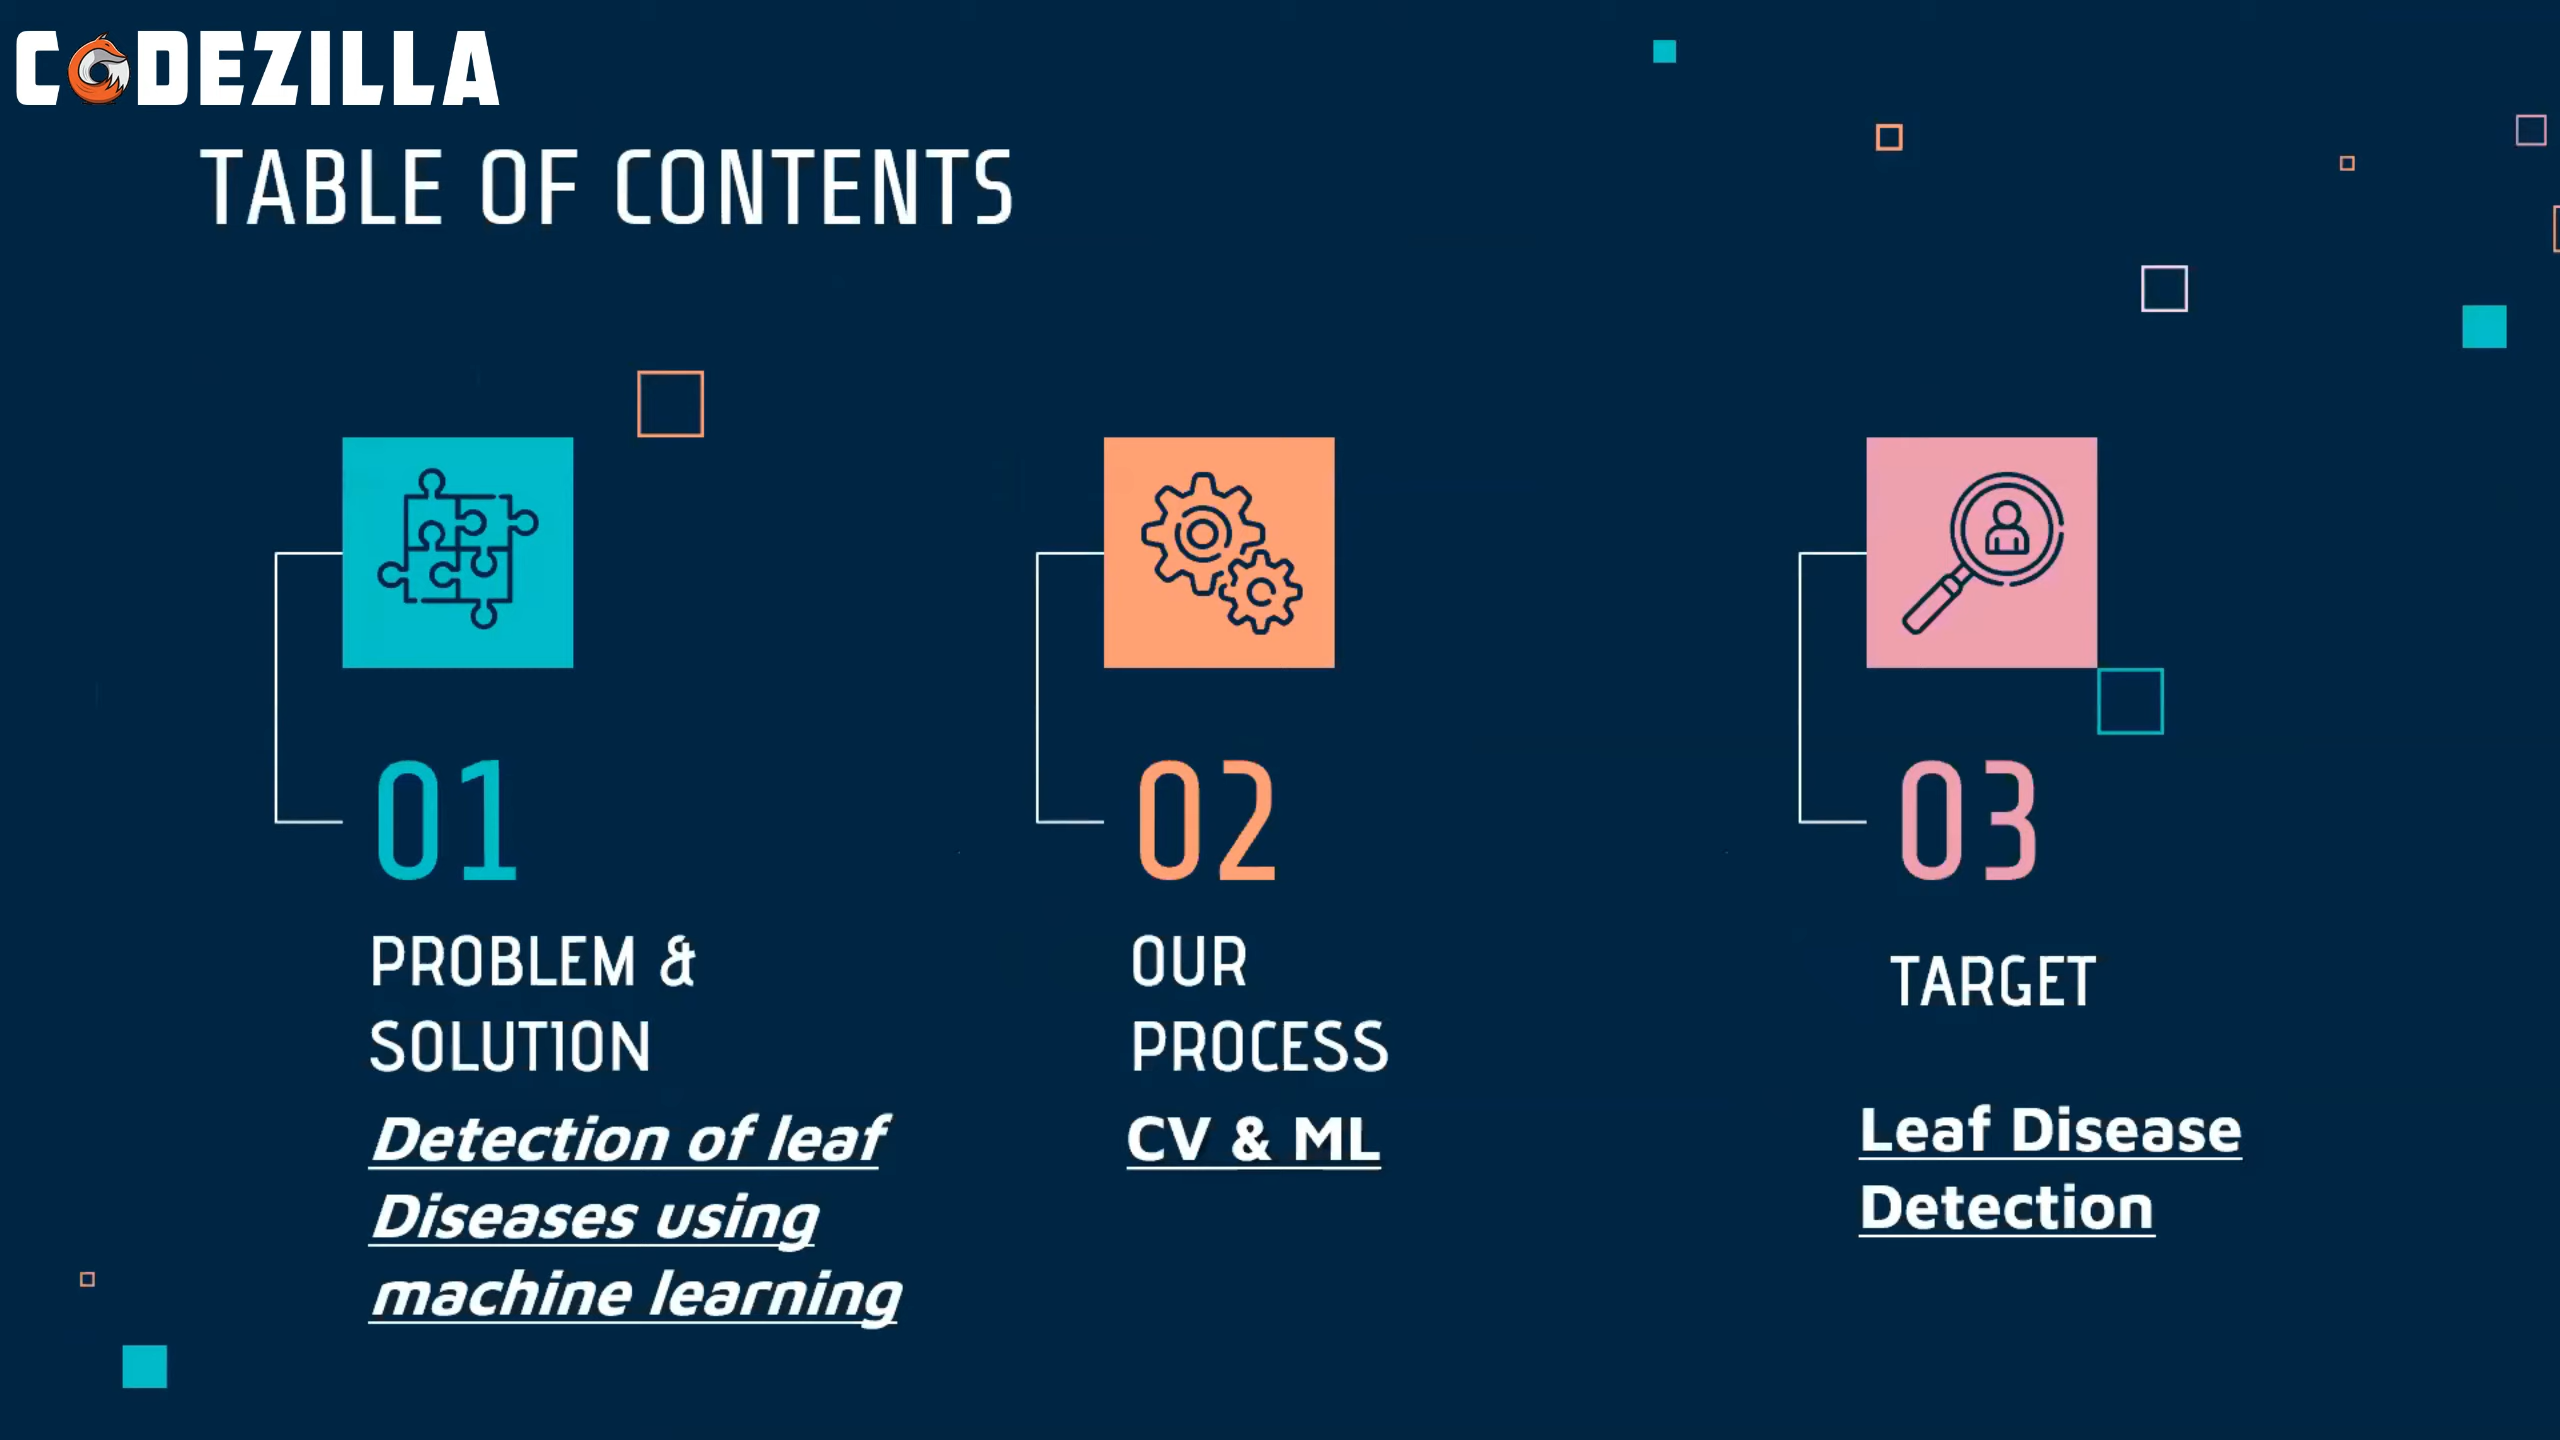 CODEZILLA
TABLE OF CONTENTS
01
PROBLEM &
SOLUTION
Detection of leaf
Diseases using
machine learning
02
OUR
PROCESS
CV & ML
03
TARGET
Leaf Disease
Detection